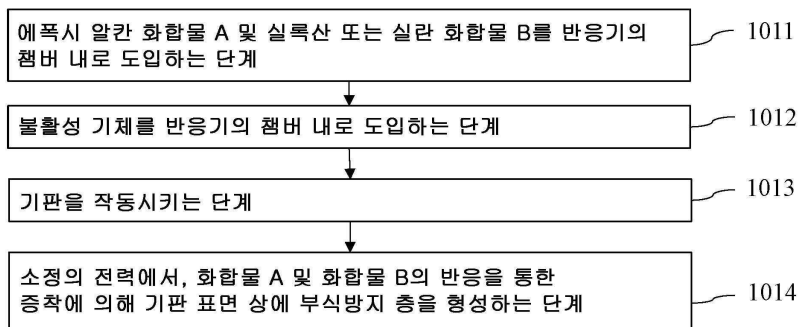 에폭시 알칸 화합물 A 및 실록산 또는 실란 화합물 B를 반응기의
챔버 내로 도입하는 단계
1011
불활성 기체를 반응기의 챔버 내로 도입하는 단계
1012
기판을 작동시키는 단계
1013
소정의 전력에서, 화합물 A 및 화합물 B의 반응을 통한
증착에 의해 기판 표면 상에 부식방지 층을 형성하는 단계
1014